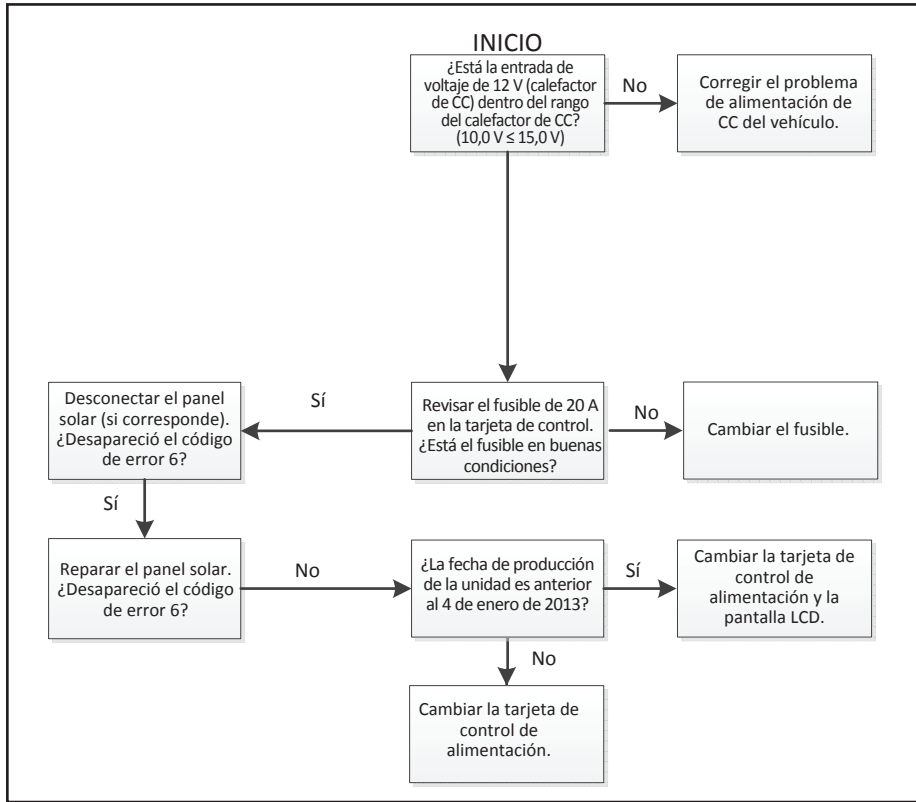 INICIO
¿Está la entrada de
voltaje de 12 V (calefactor
de CC) dentro del rango
del calefactor de CC?
(10,0 V ≤ 15,0 V)
No
Corregir el problema
de alimentación de
CC del vehículo.
Desconectar el panel
solar (si corresponde).
¿Desapareció el código
de error 6?
Sí
Revisar el fusible de 20 A
en la tarjeta de control.
¿Está el fusible en buenas
condiciones?
No
Cambiar el fusible.
Sí
Reparar el panel solar.
¿Desapareció el código
de error 6?
No
¿La fecha de producción
de la unidad es anterior
al 4 de enero de 2013?
Sí
Cambiar la tarjeta de
control de
alimentación y la
pantalla LCD.
No
Cambiar la tarjeta de
control de
alimentación.